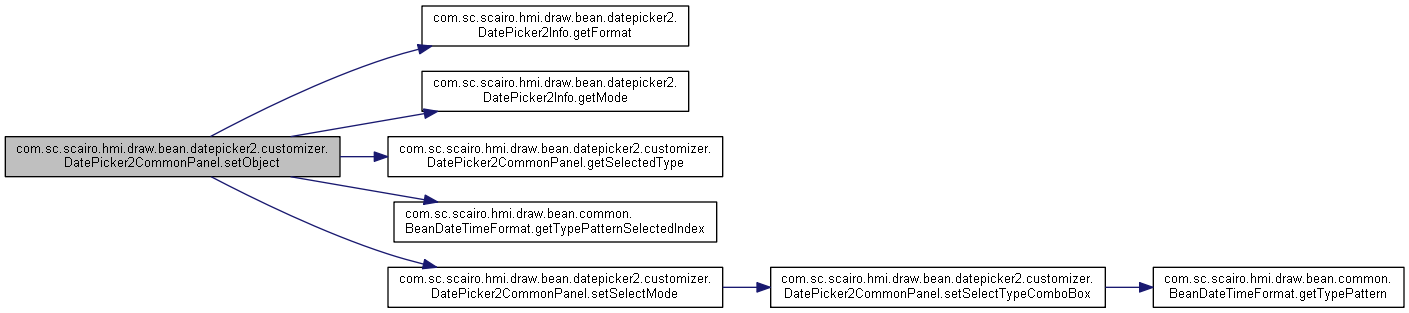 com.sc.scairo.hmi.draw.bean.datepicker2.
DatePicker2Info.getFormat
com.sc.scairo.hmi.draw.bean.datepicker2.
DatePicker2Info.getMode
com.sc.scairo.hmi.draw.bean.datepicker2.customizer.
DatePicker2CommonPanel.setObject
com.sc.scairo.hmi.draw.bean.datepicker2.customizer.
DatePicker2CommonPanel.getSelectedType
com.sc.scairo.hmi.draw.bean.common.
BeanDateTimeFormat.getTypePatternSelectedIndex
com.sc.scairo.hmi.draw.bean.datepicker2.customizer.
DatePicker2CommonPanel.setSelectMode
com.sc.scairo.hmi.draw.bean.datepicker2.customizer.
DatePicker2CommonPanel.setSelectTypeComboBox
com.sc.scairo.hmi.draw.bean.common.
BeanDateTimeFormat.getTypePattern